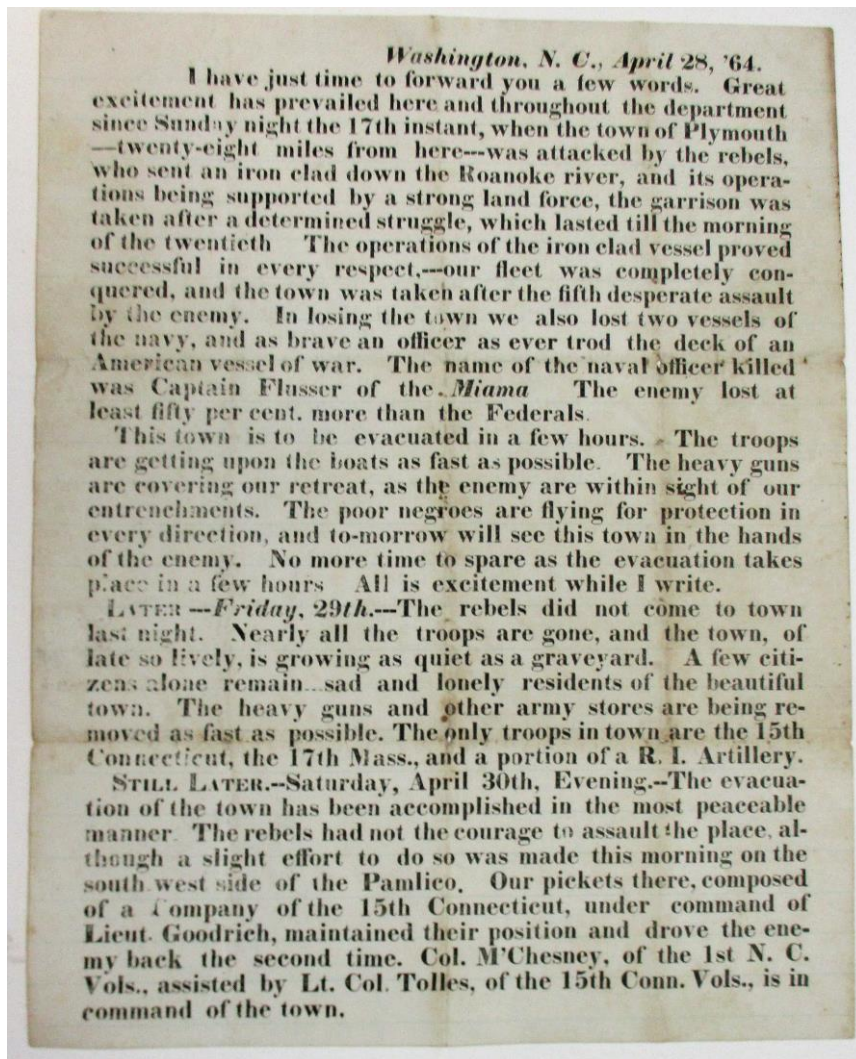 Washington, N. C., April 28, '64.
I have just time to forward you a few words. Great
excitement has prevailed here and throughout the department
since Sunday night the 17th instant, when the town of Plymouth
—twenty-eight miles from here---was attacked by the rebels,
who sent an iron clad down the Roanoke river, and its opera-
tions being supported by a strong land force, the garrison was
taken after a determined struggle, which lasted till the morning
of the twentieth The operations of the iron clad vessel proved
successful in every respect,---our fleet was completely con-
quered, and the town was taken after the fifth desperate assault
by the enemy. In losing the town we also lost two vessels of
the navy, and as brave an officer as ever trod the deck of an
American vessel of war. The name of the naval officer killed
was Captain Flusser of the Miama The enemy lost at
least fifty per cent. more than the Federals.
This town is to be evacuated in a few hours. The troops
are getting upon the boats as fast as possible. The heavy guns
are covering our retreat, as the enemy are within sight of our
entrenchments. The poor negroes are flying for protection in
every direction, and to-morrow will see this town in the hands
of the enemy. No more time to spare as the evacuation takes
place in a few hours All is excitement while I write.
LATER ---Friday, 29th.---The rebels did not come to town
last night. Nearly all the troops are gone, and the town, of
late so lively, is growing as quiet as a graveyard. A few citi-
zens alone remain...sad and lonely residents of the beautiful
town. The heavy guns and other army stores are being re-
moved as fast as possible. The only troops in town are the 15th
Connecticut, the 17th Mass., and a portion of a R. I. Artillery.
STILL LATER.--Saturday, April 30th, Evening.--The evacua-
tion of the town has been accomplished in the most peaceable
manner The rebels had not the courage to assault the place, al-
though a slight effort to do so was made this morning on the
south west side of the Pamlico. Our pickets there, composed
of a Company of the 15th Connecticut, under command of
Lieut. Goodrich, maintained their position and drove the ene-
my back the second time. Col. M'Chesney, of the 1st N. C.
Vols., assisted by Lt. Col. Tolles, of the 15th Conn. Vols., is in
command of the town.